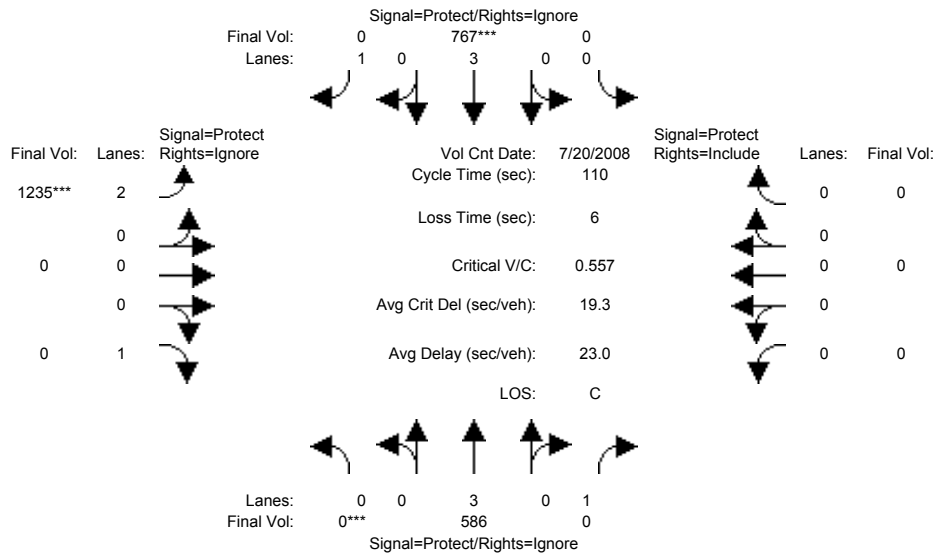 Signal=Protect/Rights=Ignore
Final Vol: 0 767*** 0
Lanes: 1 0 3 0 0
Signal=Protect Signal=Protect
Final Vol: Lanes: Rights=Ignore Vol Cnt Date: 7/20/2008 Rights=Include Lanes: Final Vol:
Cycle Time (sec): 110
1235*** 2 0 0
Loss Time (sec): 6
0 0
0 0 Critical V/C: 0.557 0 0
0 Avg Crit Del (sec/veh): 19.3 0
0 1 Avg Delay (sec/veh): 23.0 0 0
LOS: C
Lanes: 0 0 3 0 1
Final Vol: 0*** 586 0
Signal=Protect/Rights=Ignore